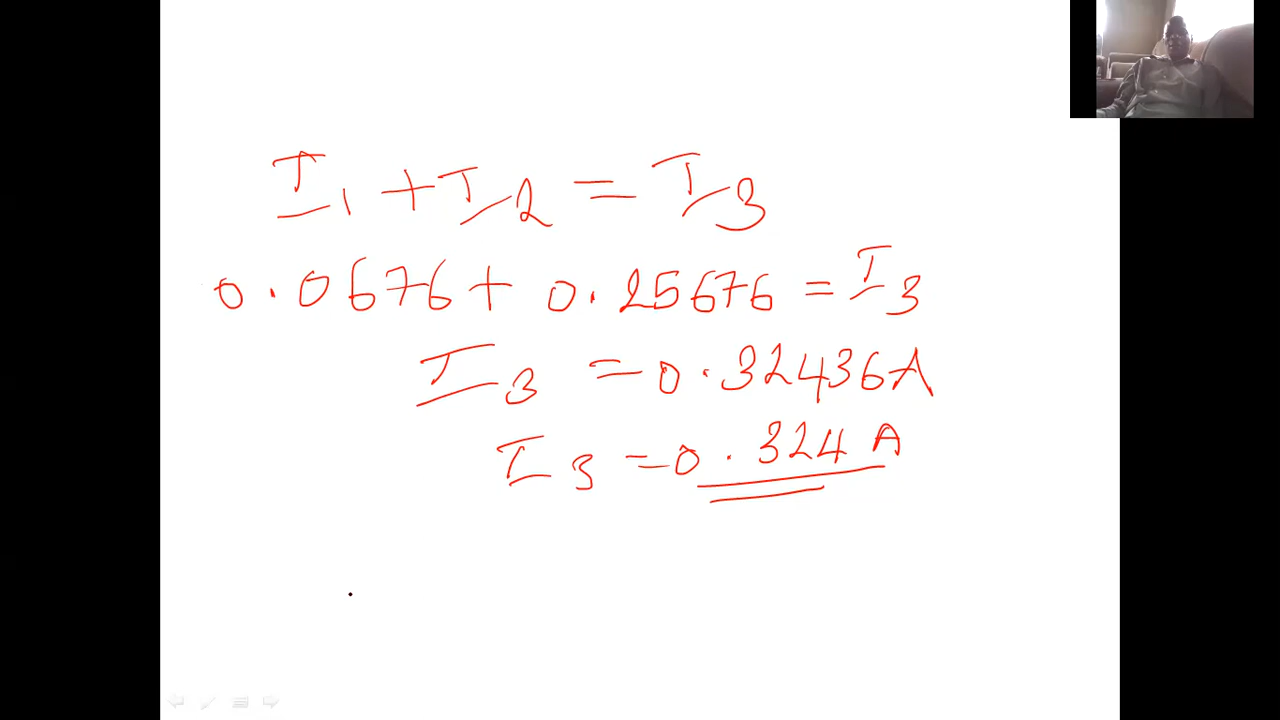 I1 + I2 = I3
0.0676 + 0.25676 = I3
I3 = 0.32436A
I3 = 0.324 A